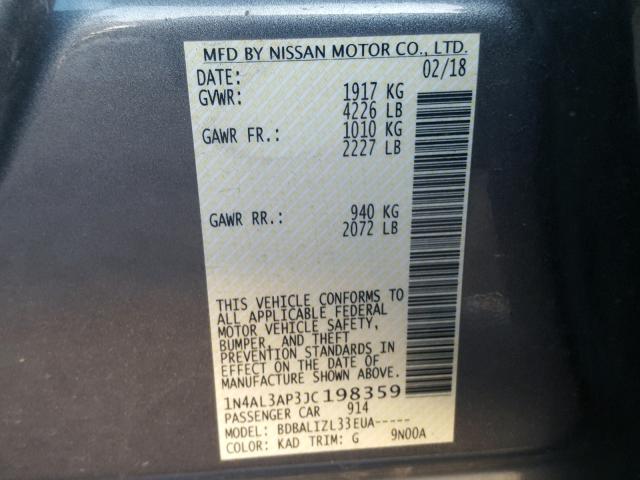 MFD BY NISSAN MOTOR CO., LTD.
DATE: 02/18
GVWR: 1917 KG
4226 LB
GAWR FR.: 1010 KG
2227 LB
GAWR RR.: 940 KG
2072 LB
THIS VEHICLE CONFORMS TO
ALL APPLICABLE FEDERAL
MOTOR VEHICLE SAFETY,
BUMPER, AND THEFT
PREVENTION STANDARDS IN
EFFECT ON THE DATE OF
MANUFACTURE SHOWN ABOVE.
1N4AL3AP3JC198359
PASSENGER CAR 914
MODEL: BDBALIZL33EUA-----
COLOR: KAD TRIM: G 9N00A